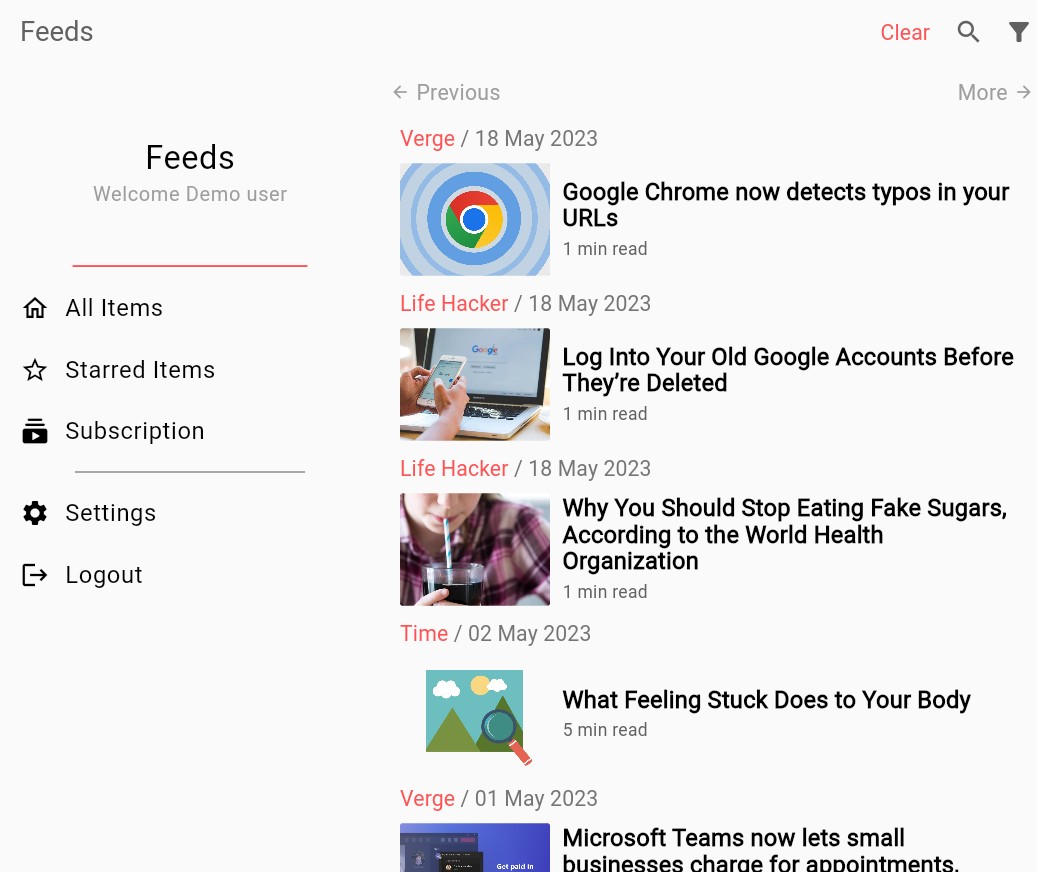 Feeds
Clear
Previous
More
Feeds
Welcome Demo user
All Items
Starred Items
Subscription
Settings
Logout
Verge / 18 May 2023
Google Chrome now detects typos in your
URLs
1 min read
Life Hacker / 18 May 2023
Google
Log Into Your Old Google Accounts Before
They’re Deleted
1 min read
Life Hacker / 18 May 2023
Why You Should Stop Eating Fake Sugars,
According to the World Health
Organization
1 min read
Time / 02 May 2023
What Feeling Stuck Does to Your Body
5 min read
Verge / 01 May 2023
Get paid in
Microsoft Teams now lets small
businesses charge for appointments,